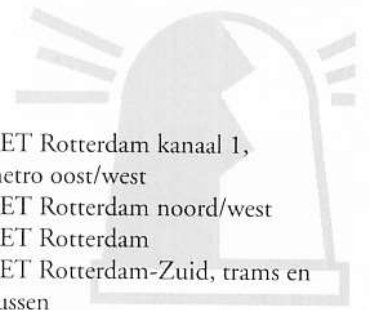 ET Rotterdam kanaal 1,
etro oost/west
ET Rotterdam noord/west
ET Rotterdam
ET Rotterdam-Zuid, trams en
ussen